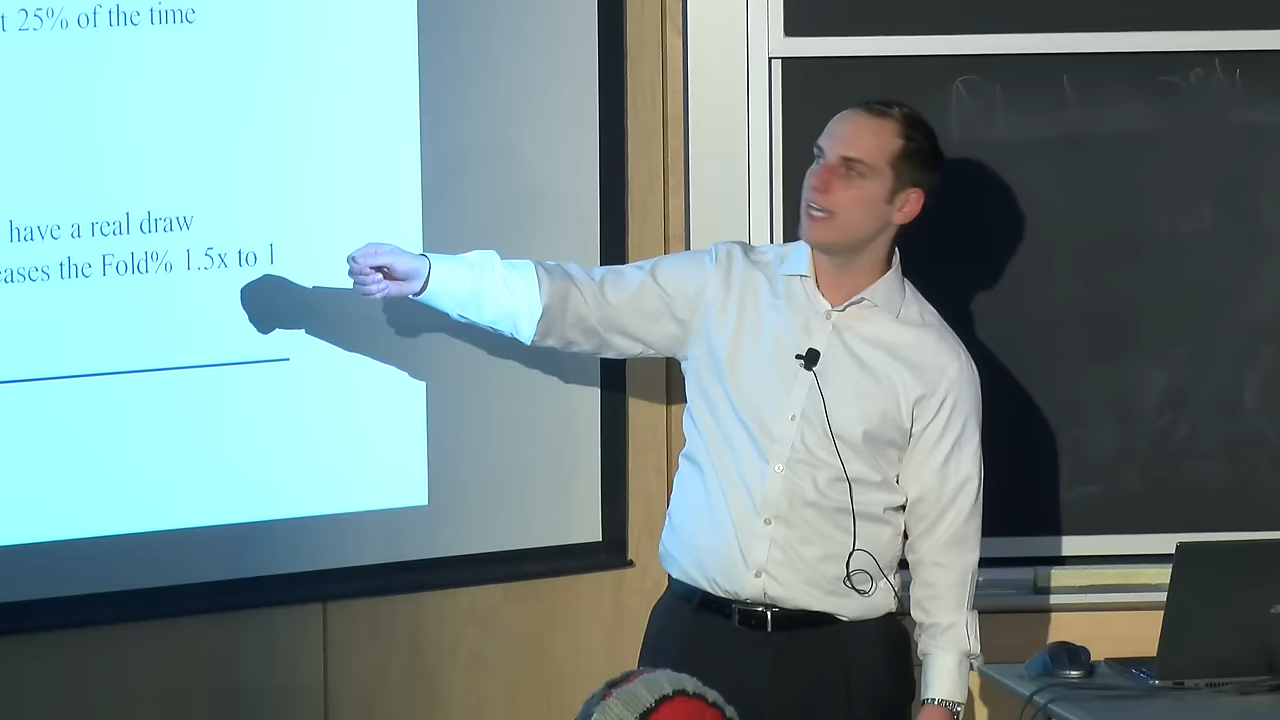 t 25% of the time
have a real draw
eases the Fold% 1.5x to 1